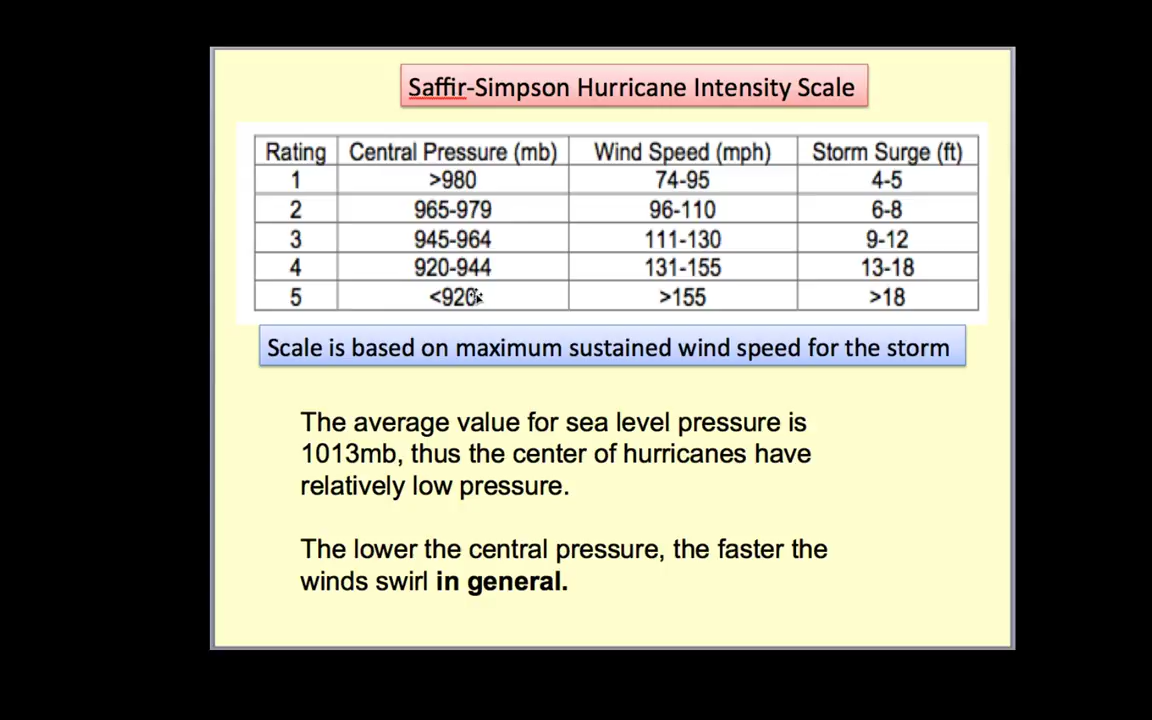 Saffir-Simpson Hurricane Intensity Scale
Rating Central Pressure (mb) Wind Speed (mph) Storm Surge (ft)
1 >980 74-95 4-5
2 965-979 96-110 6-8
3 945-964 111-130 9-12
4 920-944 131-155 13-18
5 <920 >155 >18
Scale is based on maximum sustained wind speed for the storm
The average value for sea level pressure is
1013mb, thus the center of hurricanes have
relatively low pressure.
The lower the central pressure, the faster the
winds swirl in general.